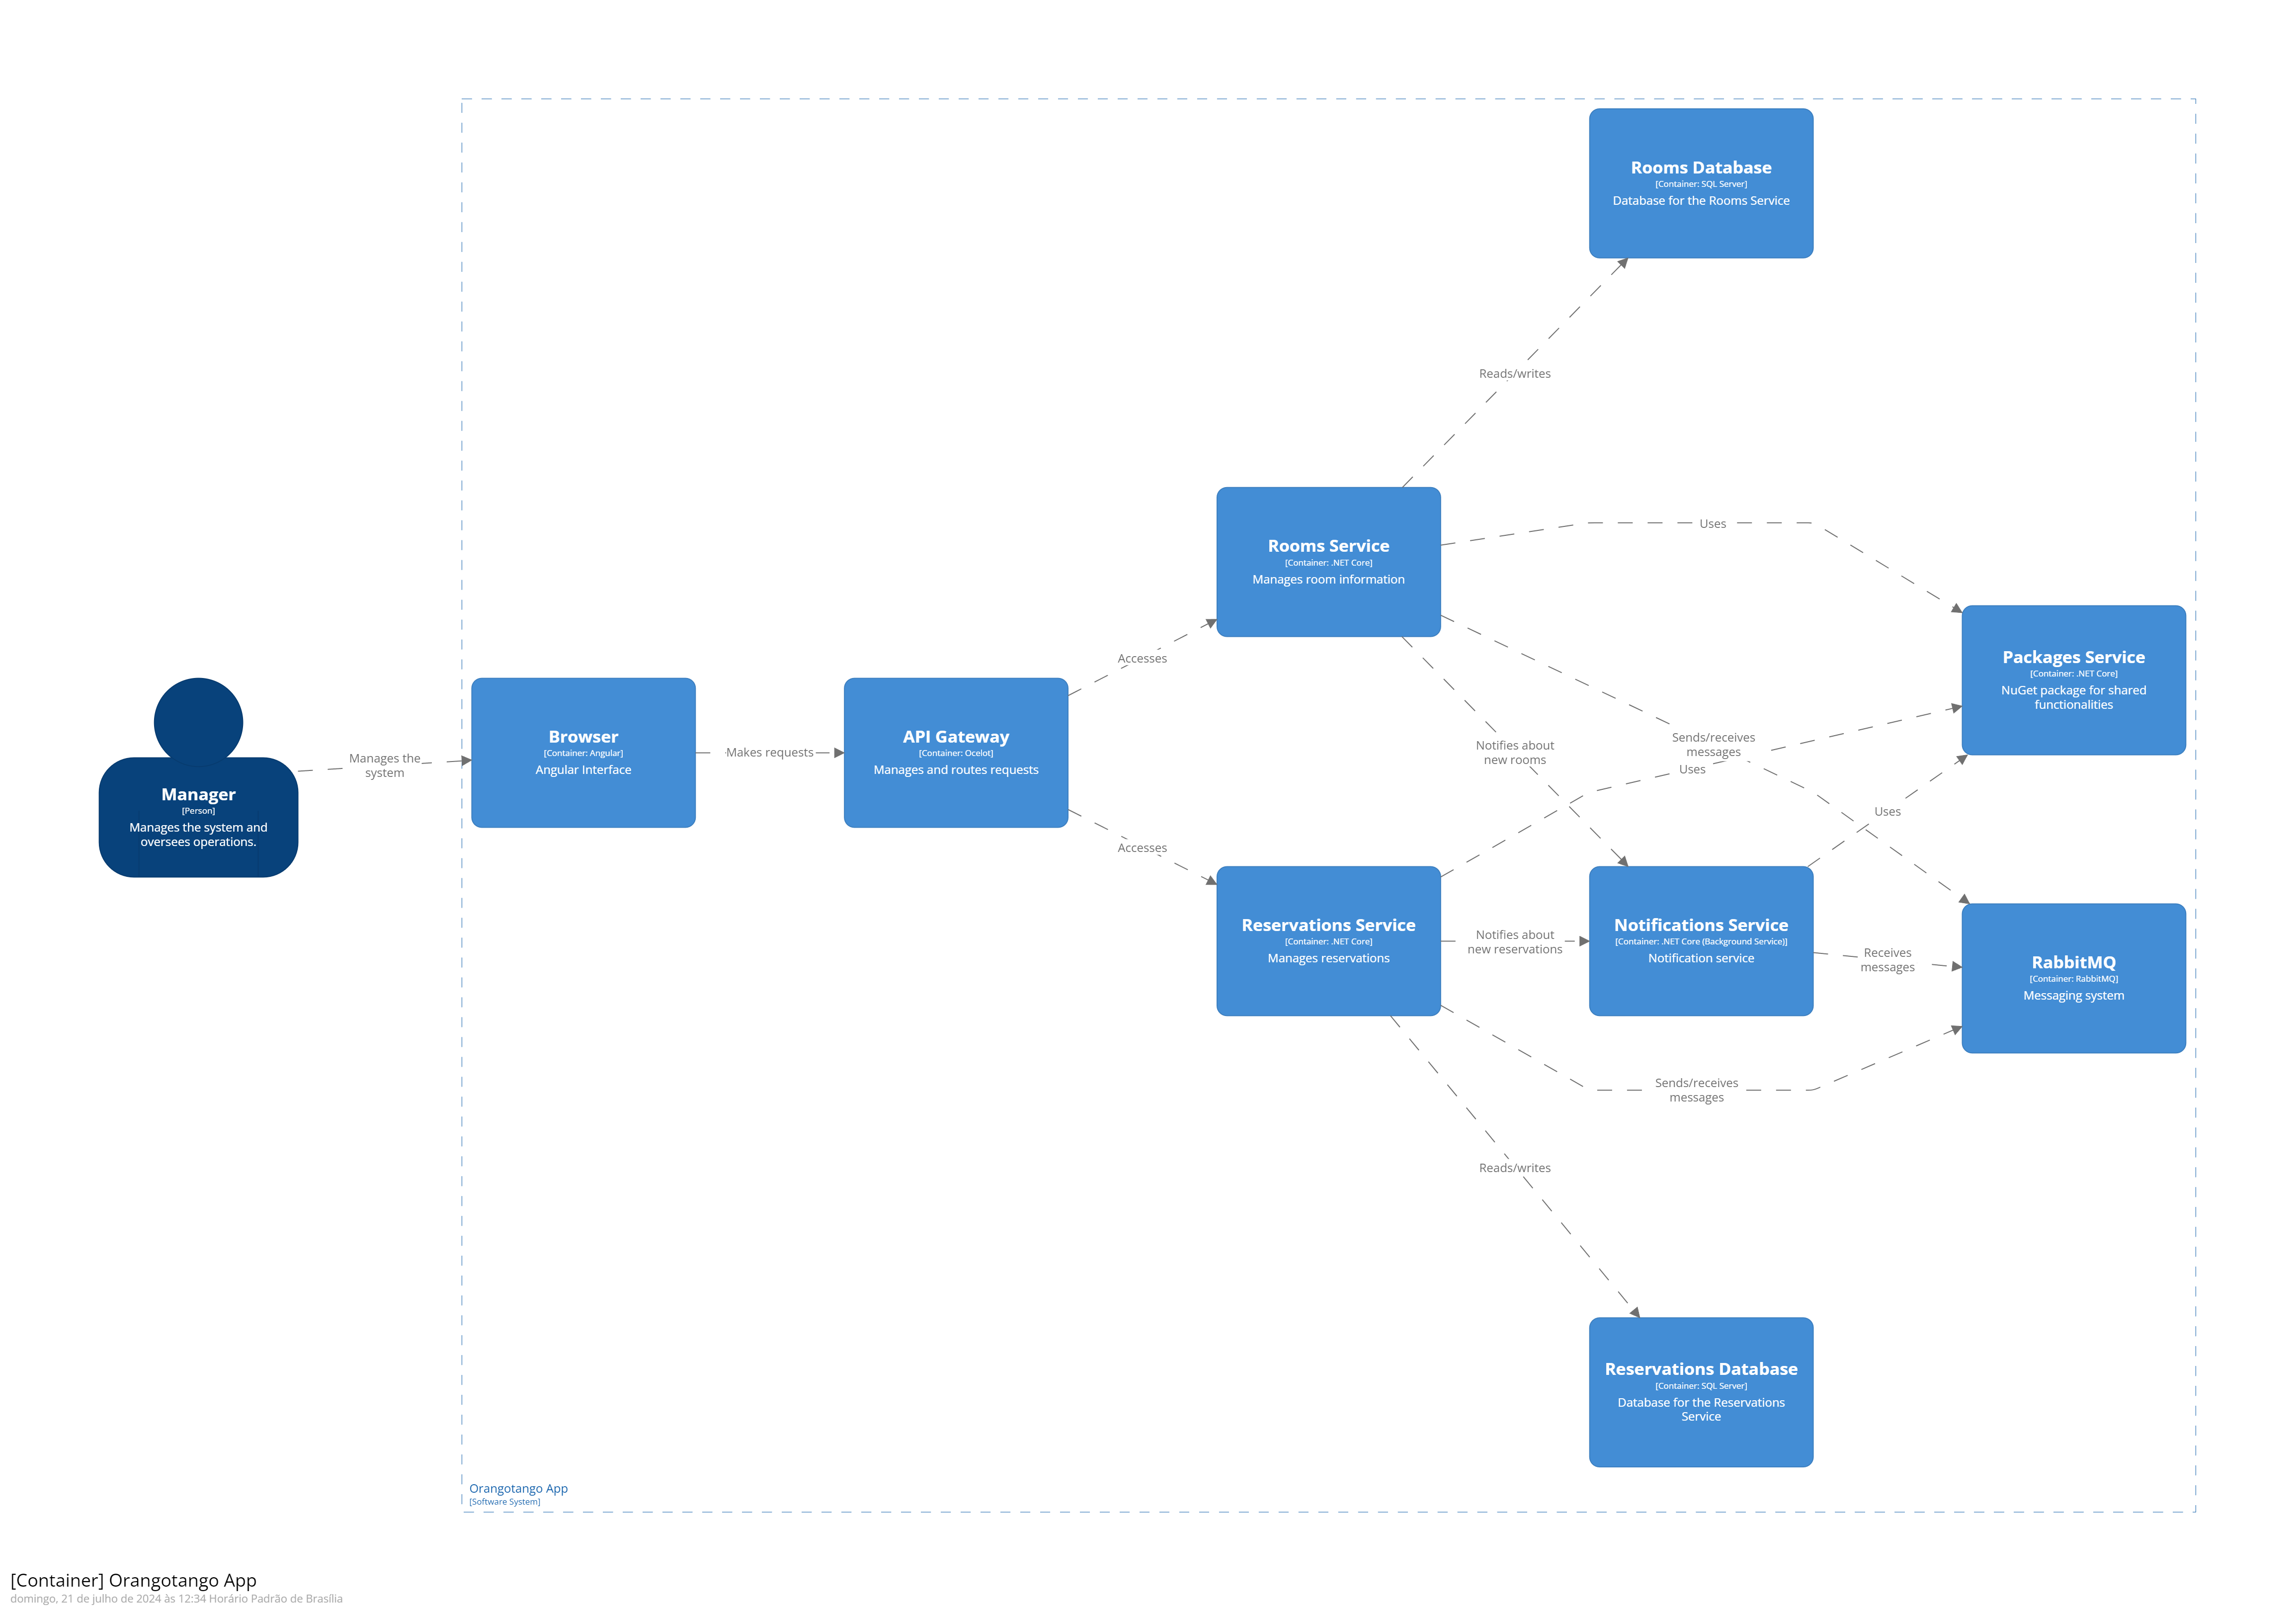 Rooms Database
[Container: SQL Server]
Database for the Rooms Service
Reads/writes
Rooms Service
[Container: .NET Core]
Manages room information
Uses
Accesses
Packages Service
[Container: .NET Core]
NuGet package for shared
functionalities
Manager
[Person]
Manages the system and
oversees operations.
Manages the
system
Browser
[Container: Angular]
Angular Interface
Makes requests
API Gateway
[Container: Ocelot]
Manages and routes requests
Notifies about
new rooms
Sends/receives
messages
Uses
Uses
Accesses
Reservations Service
[Container: .NET Core]
Manages reservations
Notifies about
new reservations
Notifications Service
[Container: .NET Core (Background Service)]
Notification service
Receives
messages
RabbitMQ
[Container: RabbitMQ]
Messaging system
Sends/receives
messages
Reads/writes
Reservations Database
[Container: SQL Server]
Database for the Reservations
Service
Orangotango App
[Software System]
[Container] Orangotango App
domingo, 21 de julho de 2024 às 12:34 Horário Padrão de Brasília